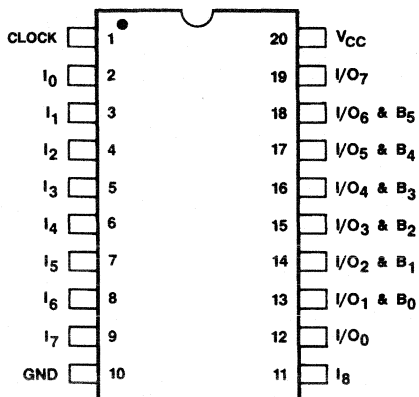 CLOCK 1 20 VCC
I0 2 19 I/O7
I1 3 18 I/O6 & B5
I2 4 17 I/O5 & B4
I3 5 16 I/O4 & B3
I4 6 15 I/O3 & B2
I5 7 14 I/O2 & B1
I6 8 13 I/O1 & B0
I7 9 12 I/O0
GND 10 11 I8